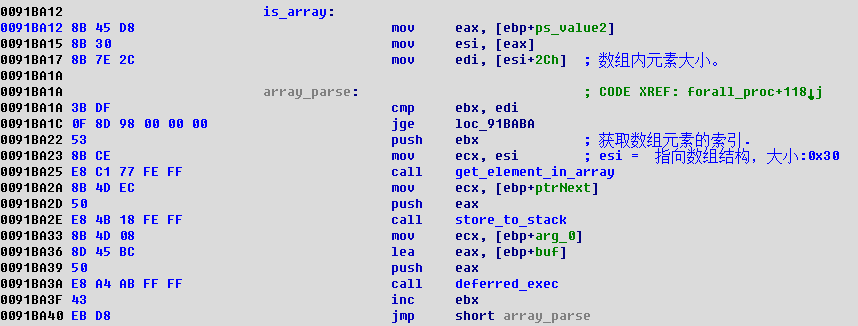 0091BA12 is_array:
0091BA12 8B 45 D8 mov eax, [ebp+ps_value2]
0091BA15 8B 30 mov esi, [eax]
0091BA17 8B 7E 2C mov edi, [esi+2Ch] ; 数组内元素大小。
0091BA1A
0091BA1A array_parse: ; CODE XREF: forall_proc+118↓j
0091BA1A 3B DF cmp ebx, edi
0091BA1C 0F 8D 98 00 00 00 jge loc_91BABA
0091BA22 53 push ebx ; 获取数组元素的索引.
0091BA23 8B CE mov ecx, esi ; esi = 指向数组结构，大小:0x30
0091BA25 E8 C1 77 FE FF call get_element_in_array
0091BA2A 8B 4D EC mov ecx, [ebp+ptrNext]
0091BA2D 50 push eax
0091BA2E E8 4B 18 FE FF call store_to_stack
0091BA33 8B 4D 08 mov ecx, [ebp+arg_0]
0091BA36 8D 45 BC lea eax, [ebp+buf]
0091BA39 50 push eax
0091BA3A E8 A4 AB FF FF call deferred_exec
0091BA3F 43 inc ebx
0091BA40 EB D8 jmp short array_parse